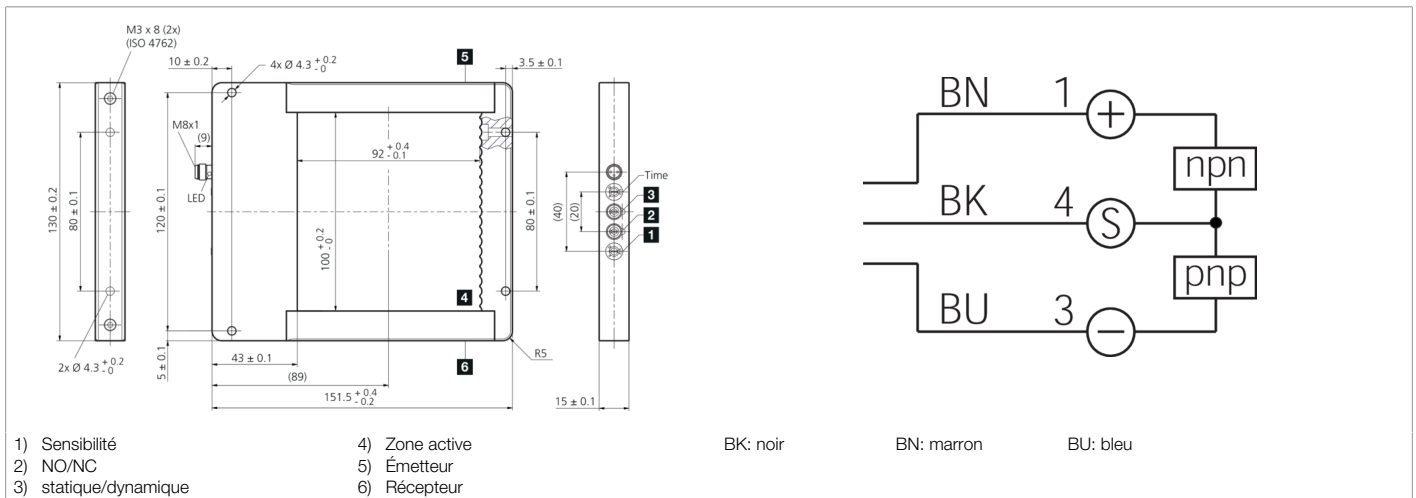 M3 x 8 (2x)
(ISO 4762)
10 ± 0.2
4x Ø 4.3 + 0.2 - 0
5
3.5 ± 0.1
M8x1
(9)
LED
92 + 0.4 - 0.1
130 ± 0.2
80 ± 0.1
120 ± 0.1
100 + 0.2 - 0
80 ± 0.1
(40)
(20)
Time
3
2
1
4
2x Ø 4.3 + 0.2 - 0
5 ± 0.1
43 ± 0.1
(89)
151.5 + 0.4 - 0.2
6
R5
15 ± 0.1
BN 1 +
npn
BK 4 S
pnp
BU 3 −
1) Sensibilité
2) NO/NC
3) statique/dynamique
4) Zone active
5) Émetteur
6) Récepteur
BK: noir BN: marron BU: bleu